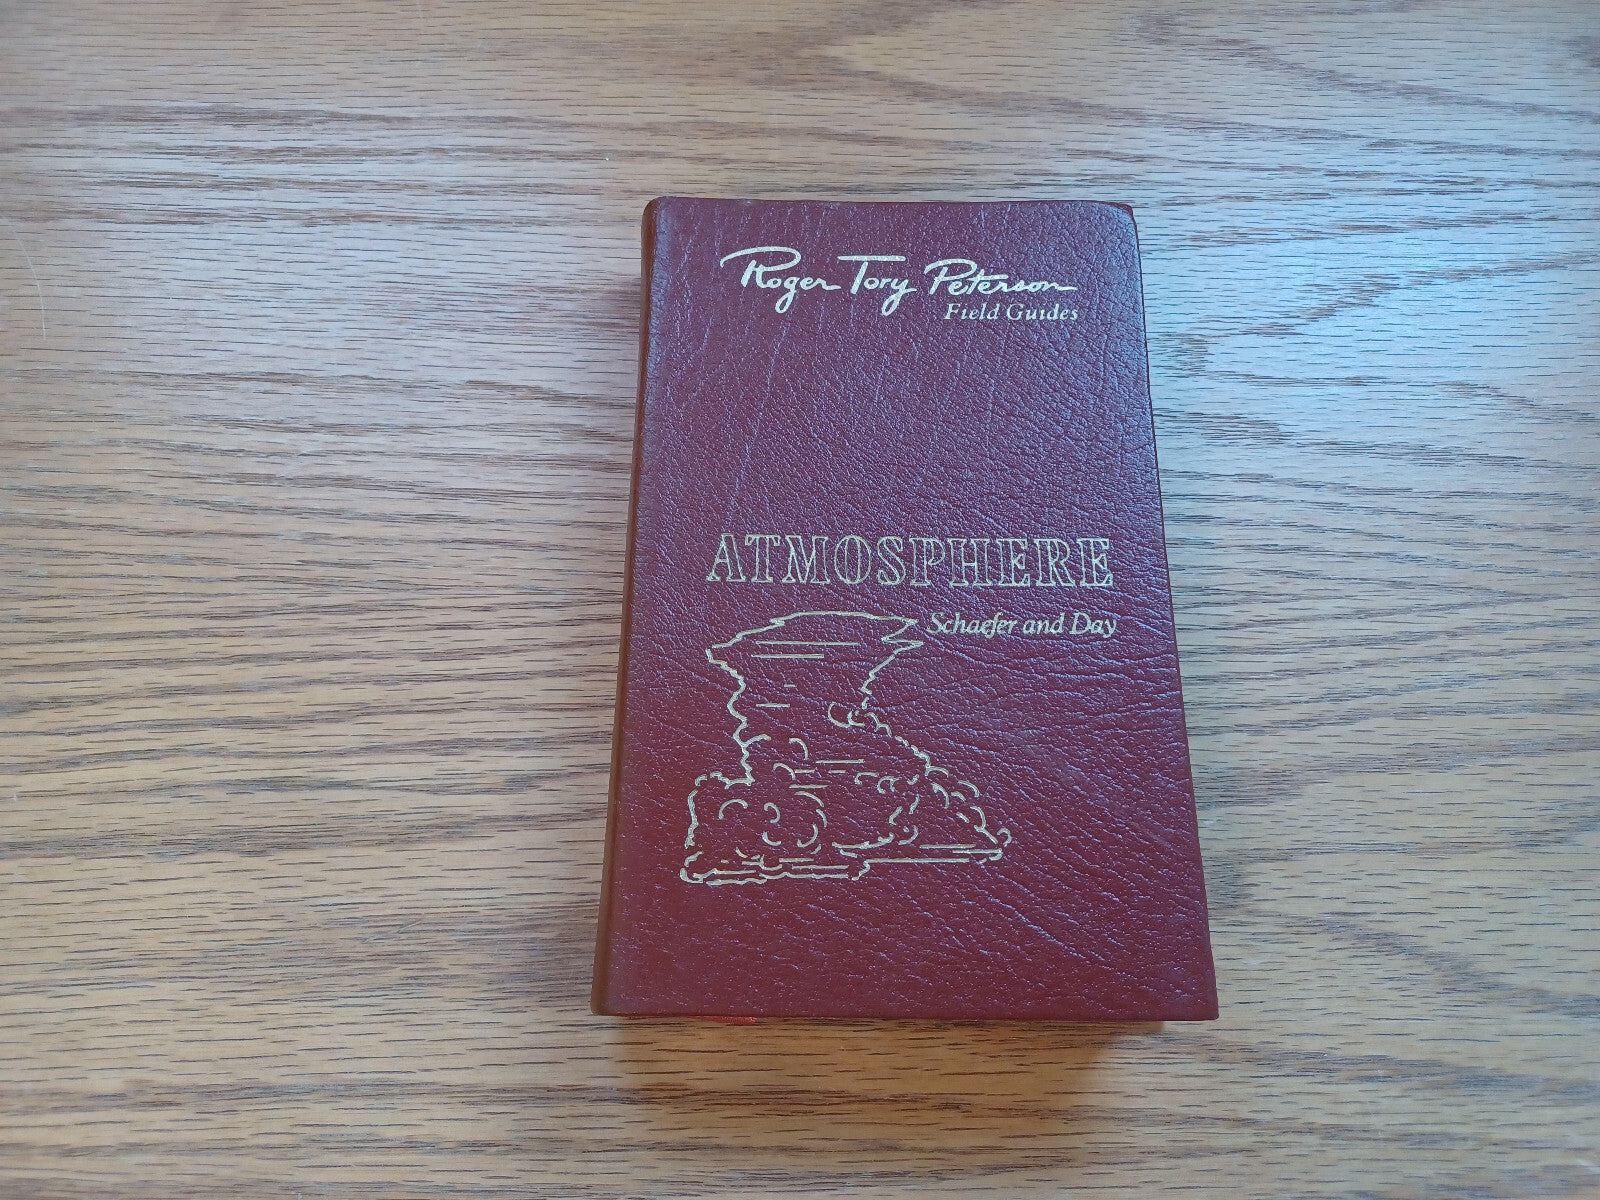 Roger Tory Peterson
Field Guides
ATMOSPHERE
Schaefer and Day